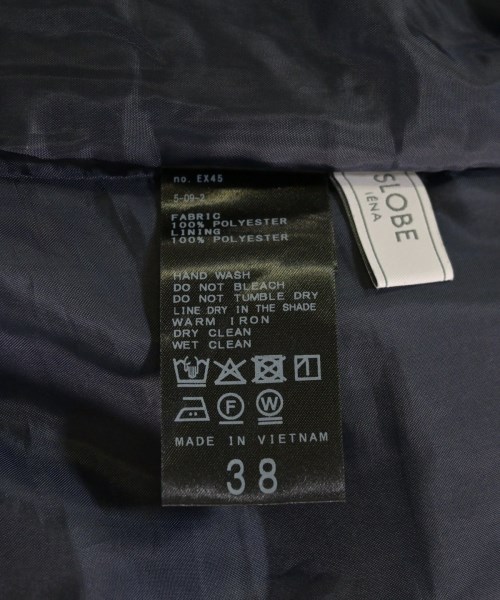 no. EX45
5-09-2
FABRIC
100% POLYESTER
LINING
100% POLYESTER
HAND WASH
DO NOT BLEACH
DO NOT TUMBLE DRY
LINE DRY IN THE SHADE
WARM IRON
DRY CLEAN
WET CLEAN
F
W
MADE IN VIETNAM
38
SLOBE
IÉNA